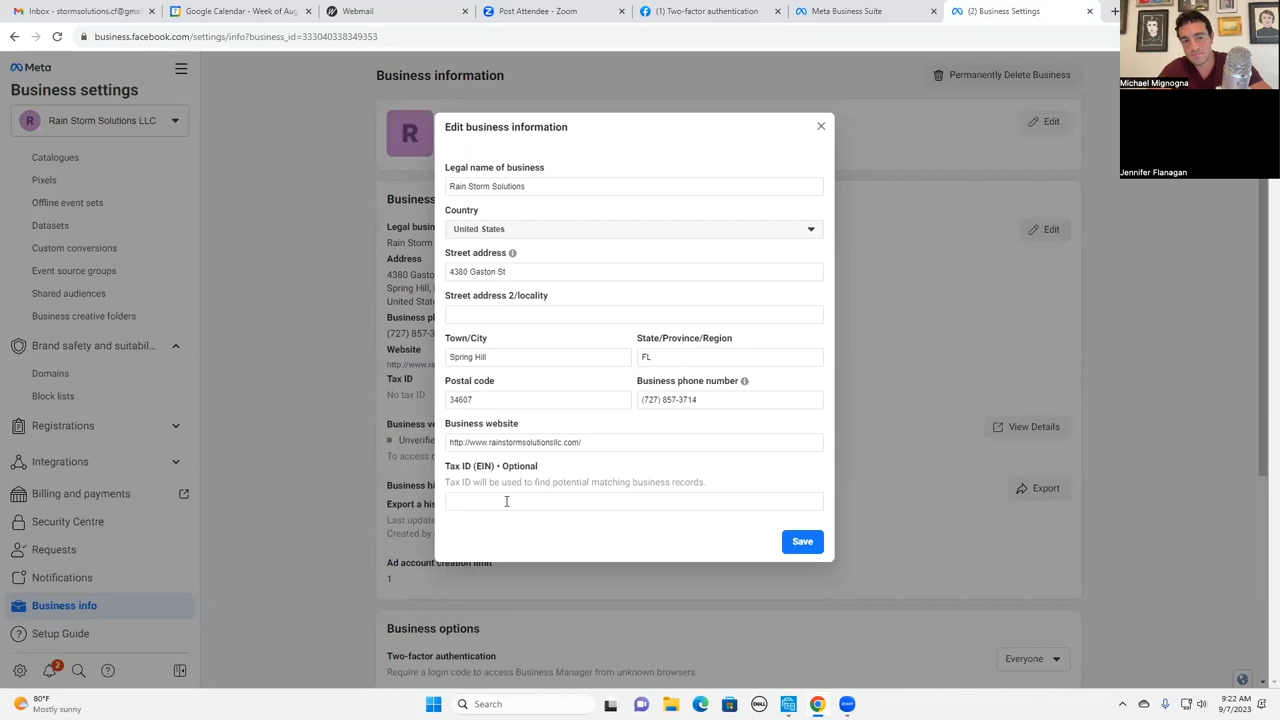 Inbox - stormsolutions.cf@gma
Google Calendar - Week of Aug
Webmail
Post Attendee - Zoom
(1) Two-factor authentication
Meta Business Suite
(2) Business Settings
business.facebook.com/settings/info?business_id=333040338349353
Michael Mignogna
Jennifer Flanagan
Meta
Business settings
R
Rain Storm Solutions LLC
Catalogues
Pixels
Offline event sets
Datasets
Custom conversions
Event source groups
Shared audiences
Business creative folders
Brand safety and suitabil...
Domains
Block lists
Registrations
Integrations
Billing and payments
Security Centre
Requests
Notifications
Business info
Setup Guide
2
Business information
Permanently Delete Business
R
Edit
Busines
Edit
Legal busin
Rain Storm
Address
4380 Gasto
Spring Hill,
United State
Business ph
(727) 857-3
Website
http://www.ra
Tax ID
No tax ID
Business ve
Unverifie
To access c
View Details
Business hi
Export a his
Last update
Created by
Export
Ad account creation limit
1
Business options
Two-factor authentication
Require a login code to access Business Manager from unknown browsers.
Everyone
Edit business information
Legal name of business
Rain Storm Solutions
Country
United States
Street address
4380 Gaston St
Street address 2/locality
Town/City
State/Province/Region
Spring Hill
FL
Postal code
Business phone number
34607
(727) 857-3714
Business website
http://www.rainstormsolutionsllc.com/
Tax ID (EIN) • Optional
Tax ID will be used to find potential matching business records.
Save
80°F
Mostly sunny
Search
DELL
zoom
9:22 AM
9/7/2023